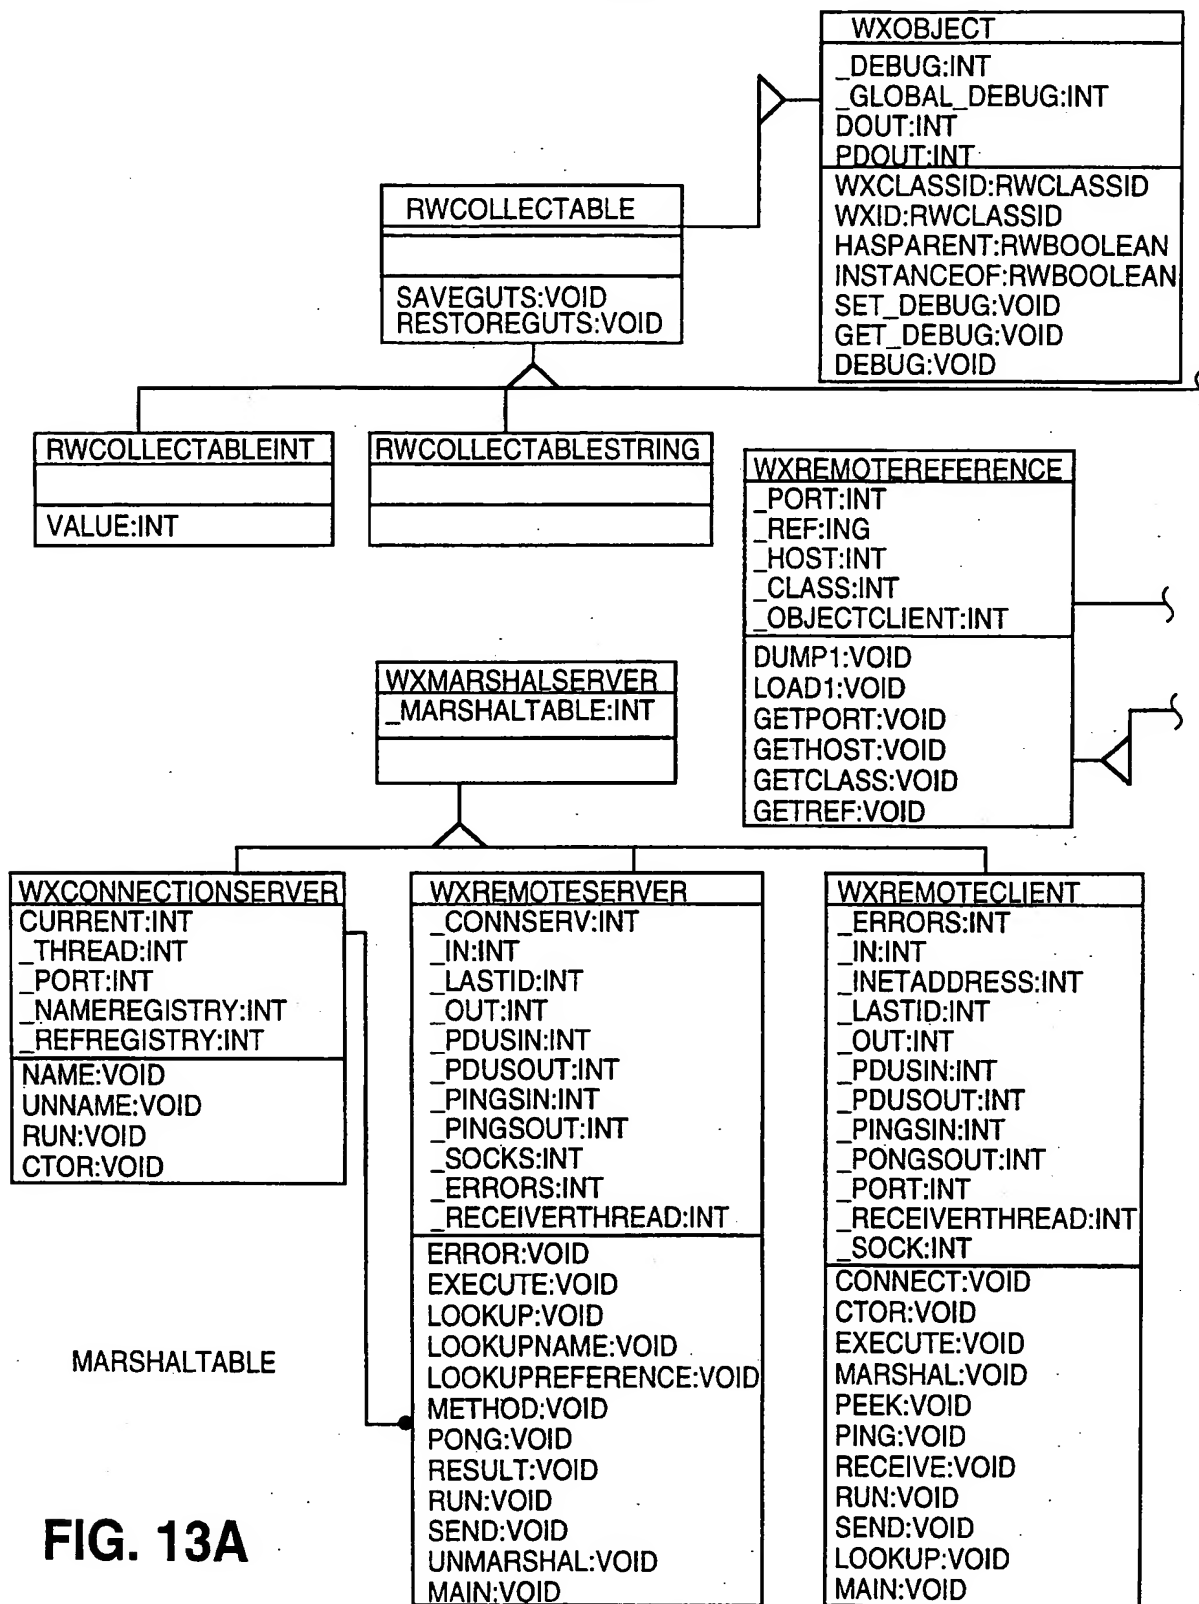 WXOBJECT
_DEBUG:INT
_GLOBAL_DEBUG:INT
DOUT:INT
PDOUT:INT
WXCLASSID:RWCLASSID
WXID:RWCLASSID
HASPARENT:RWBOOLEAN
INSTANCEOF:RWBOOLEAN
SET_DEBUG:VOID
GET_DEBUG:VOID
DEBUG:VOID
RWCOLLECTABLE
SAVEGUTS:VOID
RESTOREGUTS:VOID
RWCOLLECTABLEINT
VALUE:INT
RWCOLLECTABLESTRING
WXREMOTEREFERENCE
_PORT:INT
_REF:ING
_HOST:INT
_CLASS:INT
_OBJECTCLIENT:INT
DUMP1:VOID
LOAD1:VOID
GETPORT:VOID
GETHOST:VOID
GETCLASS:VOID
GETREF:VOID
WXMARSHALSERVER
_MARSHALTABLE:INT
WXCONNECTIONSERVER
CURRENT:INT
_THREAD:INT
_PORT:INT
_NAMEREGISTRY:INT
_REFREGISTRY:INT
NAME:VOID
UNNAME:VOID
RUN:VOID
CTOR:VOID
WXREMOTESERVER
_CONNSERV:INT
_IN:INT
_LASTID:INT
_OUT:INT
_PDUSIN:INT
_PDUSOUT:INT
_PINGSIN:INT
_PINGSOUT:INT
_SOCKS:INT
_ERRORS:INT
_RECEIVERTHREAD:INT
ERROR:VOID
EXECUTE:VOID
LOOKUP:VOID
LOOKUPNAME:VOID
LOOKUPREFERENCE:VOID
METHOD:VOID
PONG:VOID
RESULT:VOID
RUN:VOID
SEND:VOID
UNMARSHAL:VOID
MAIN:VOID
WXREMOTECLIENT
_ERRORS:INT
_IN:INT
_INETADDRESS:INT
_LASTID:INT
_OUT:INT
_PDUSIN:INT
_PDUSOUT:INT
_PINGSIN:INT
_PONGSOUT:INT
_PORT:INT
_RECEIVERTHREAD:INT
_SOCK:INT
CONNECT:VOID
CTOR:VOID
EXECUTE:VOID
MARSHAL:VOID
PEEK:VOID
PING:VOID
RECEIVE:VOID
RUN:VOID
SEND:VOID
LOOKUP:VOID
MAIN:VOID
MARSHALTABLE
FIG. 13A